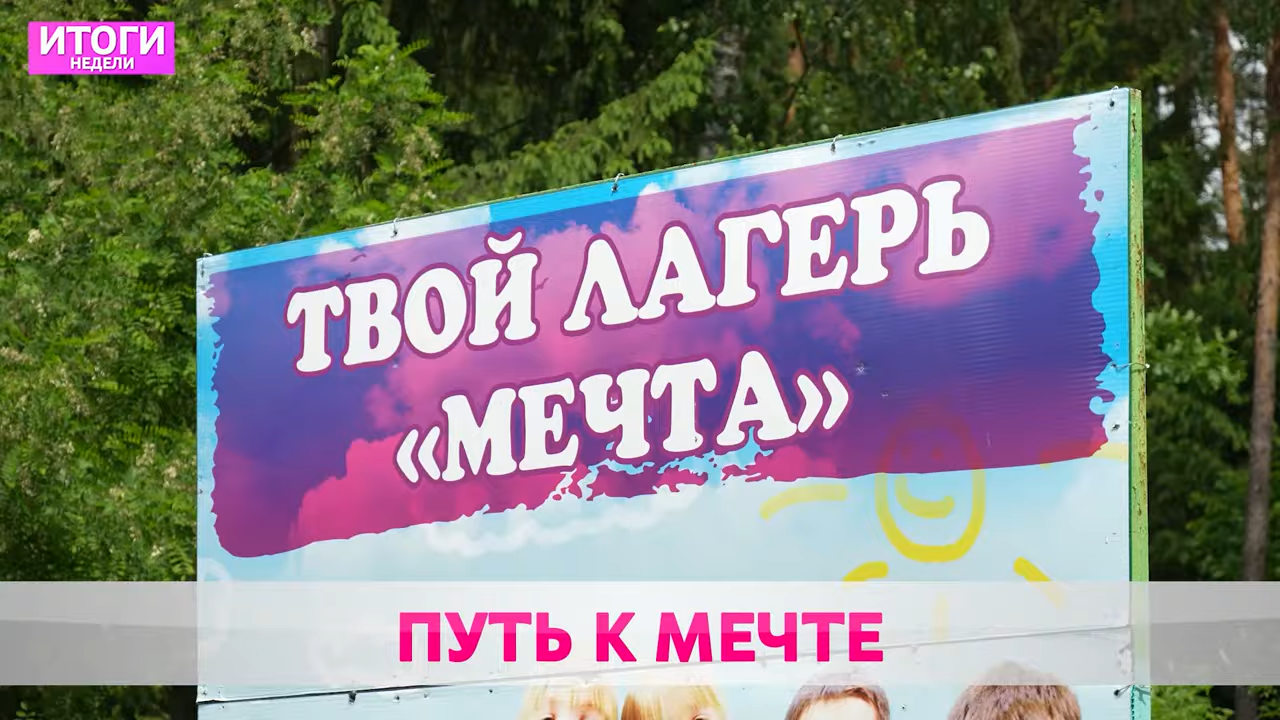 ИТОГИ
НЕДЕЛИ
ТВОЙ ЛАГЕРЬ
«МЕЧТА»
ПУТЬ К МЕЧТЕ